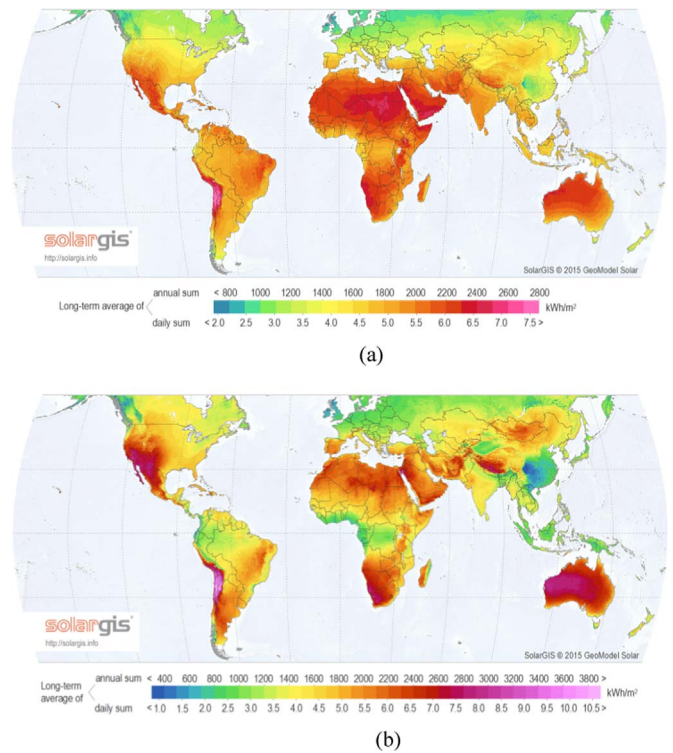 solargis
http://solargis.info
SolarGIS © 2015 GeoModel Solar
annual sum < 800 1000 1200 1400 1600 1800 2000 2200 2400 2600 2800
Long-term average of kWh/m²
daily sum < 2.0 2.5 3.0 3.5 4.0 4.5 5.0 5.5 6.0 6.5 7.0 7.5 >
(a)
solargis
http://solargis.info
SolarGIS © 2015 GeoModel Solar
annual sum < 400 600 800 1000 1200 1400 1600 1800 2000 2200 2400 2600 2800 3000 3200 3400 3600 3800 >
Long-term
average of kWh/m²
daily sum < 1.0 1.5 2.0 2.5 3.0 3.5 4.0 4.5 5.0 5.5 6.0 6.5 7.0 7.5 8.0 8.5 9.0 9.5 10.0 10.5 >
(b)